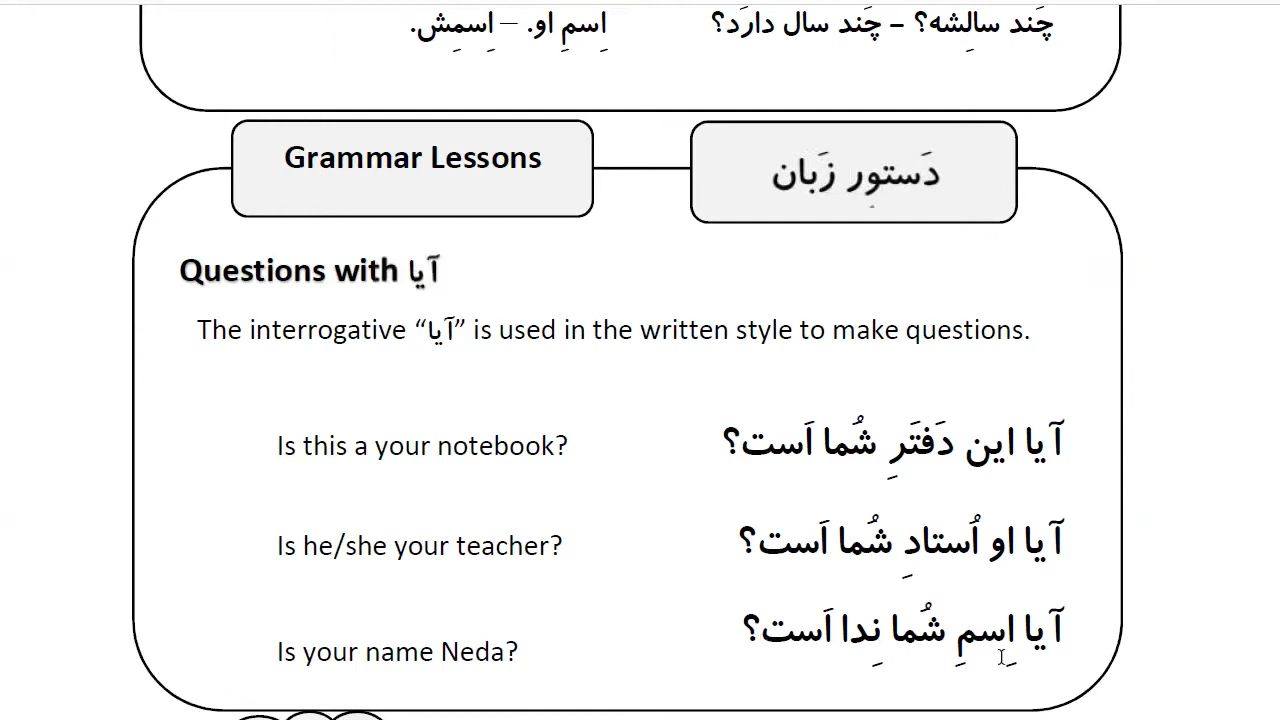 چَند سالِشه؟ – چَند سال دارَد؟ اِسمِ او. – اِسمِش.
Grammar Lessons دَستورِ زَبان
Questions with آیا
The interrogative “آیا” is used in the written style to make questions.
Is this a your notebook? آیا این دَفتَرِ شُما اَست؟
Is he/she your teacher? آیا او اُستادِ شُما اَست؟
Is your name Neda? آیا اِسمِ شُما نِدا اَست؟